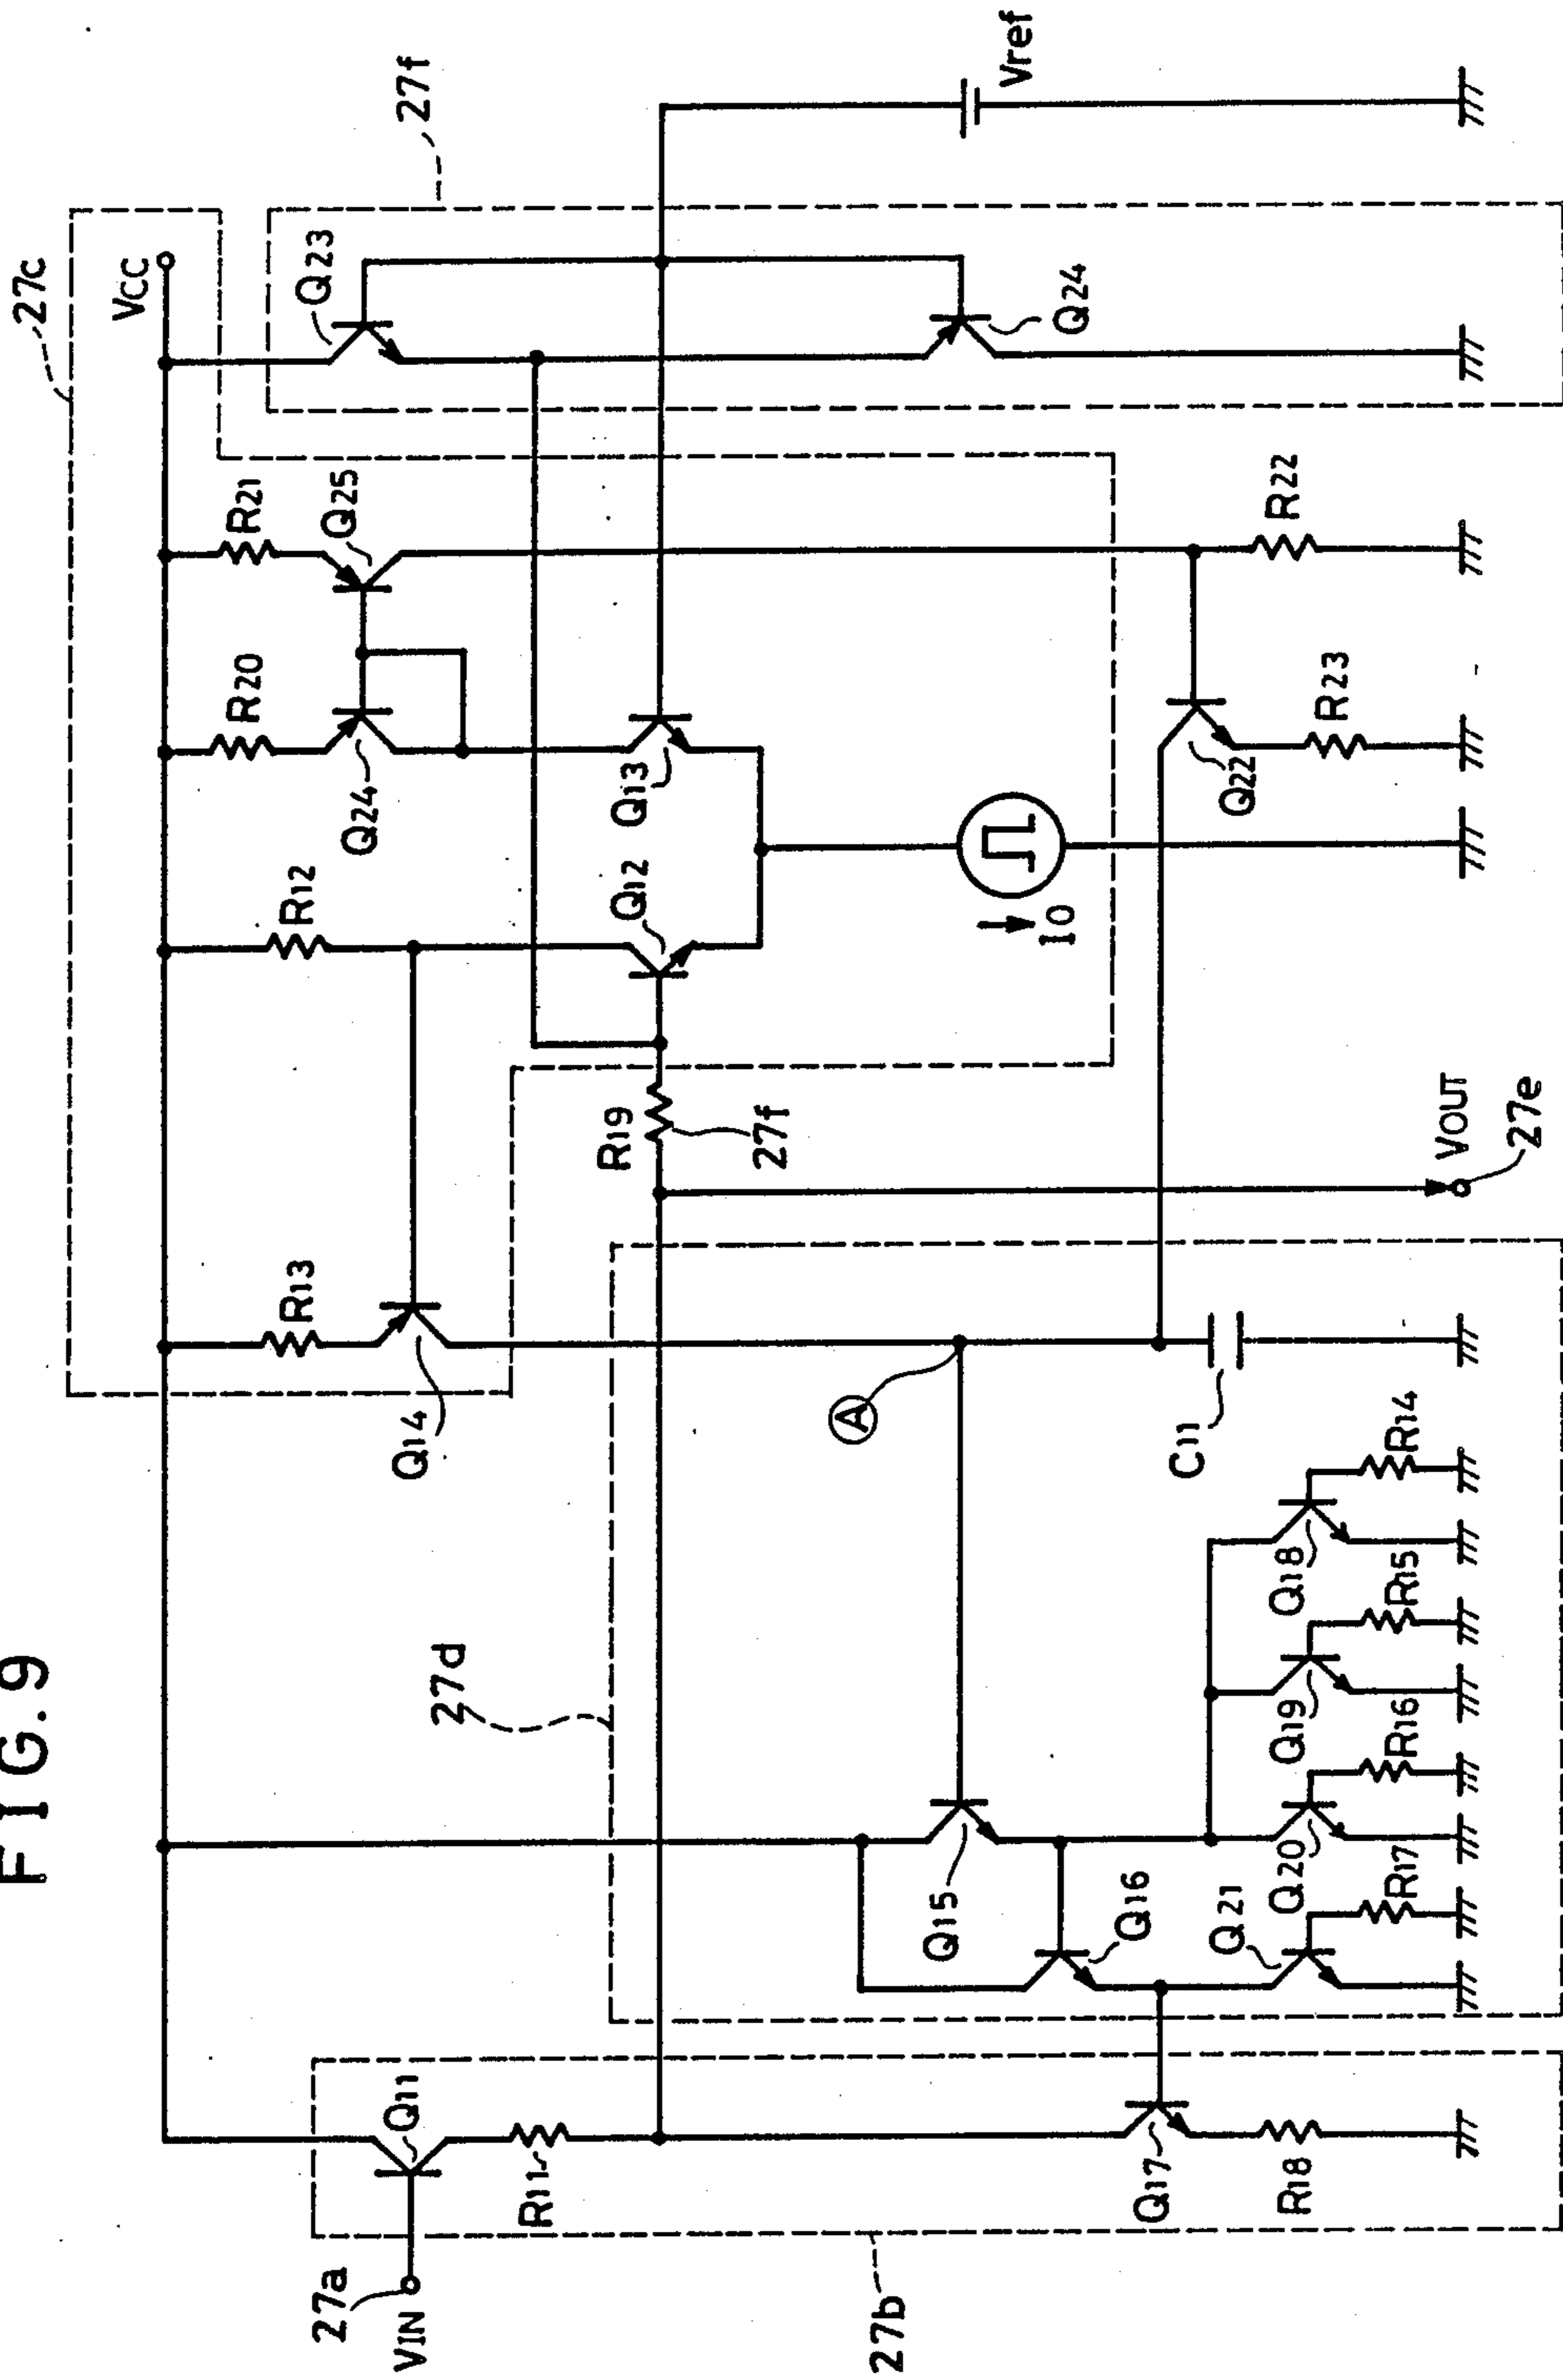 FIG.9
27c
27f
VCC
Q23
Q24
Vref
R21
Q25
R20
Q24
R12
Q13
Q12
10
R22
R23
Q22
R13
Q14
R19
27f
VOUT
27e
27d
A
C11
R14
Q18
R15
Q19
R16
Q20
R17
Q21
Q15
Q16
Q11
R11
Q17
R18
27a
VIN
27b